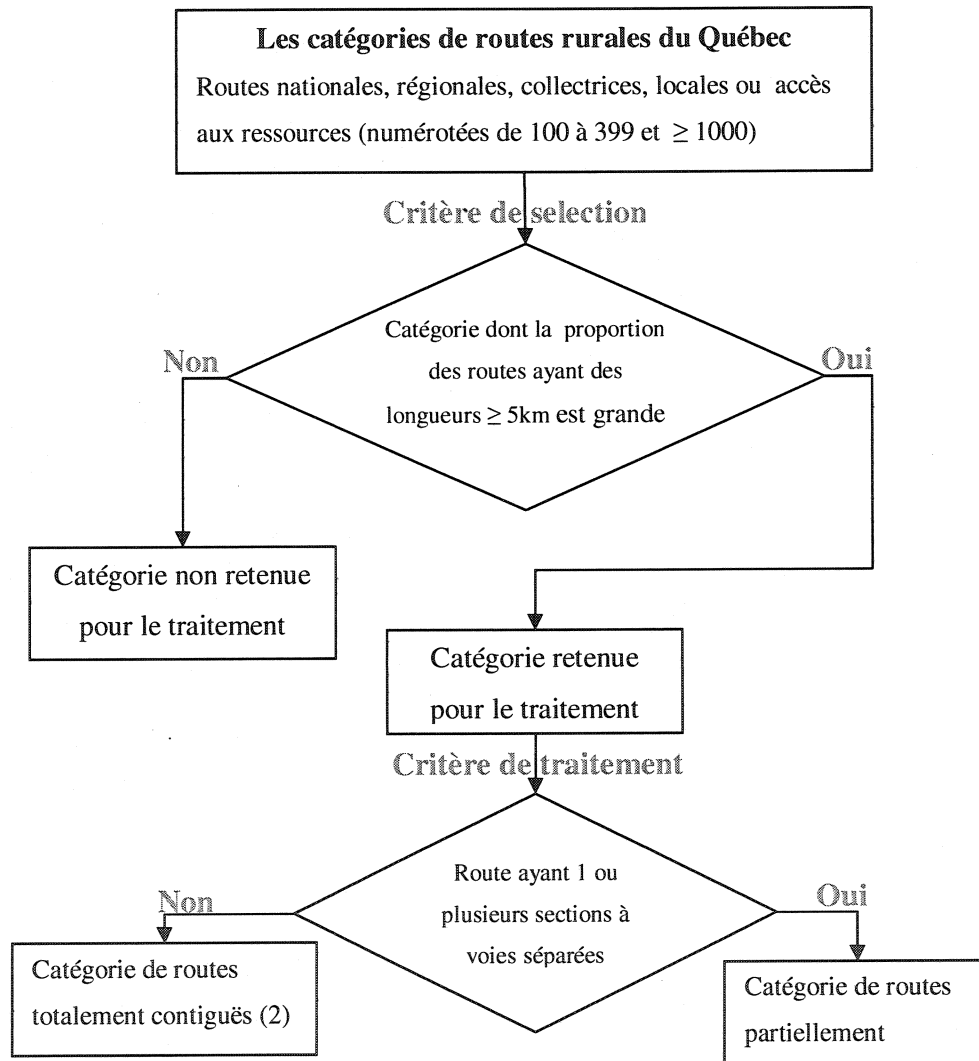 Les catégories de routes rurales du Québec
Routes nationales, régionales, collectrices, locales ou accès
aux ressources (numérotées de 100 à 399 et ≥ 1000)
Critère de selection
Catégorie dont la proportion
des routes ayant des
longueurs ≥ 5km est grande
Non
Oui
Catégorie non retenue
pour le traitement
Catégorie retenue
pour le traitement
Critère de traitement
Route ayant 1 ou
plusieurs sections à
voies séparées
Non
Oui
Catégorie de routes
totalement contiguës (2)
Catégorie de routes
partiellement